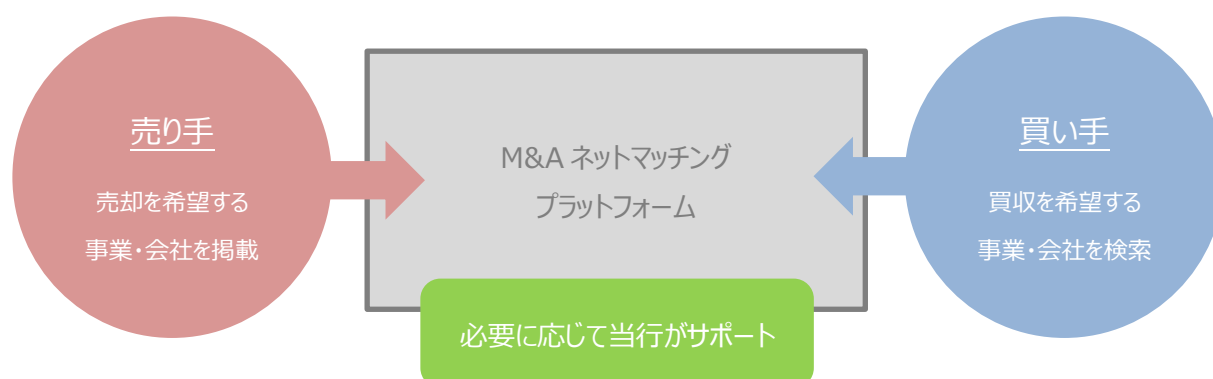 売り手
売却を希望する
事業・会社を掲載
M&A ネットマッチング
プラットフォーム
必要に応じて当行がサポート
買い手
買収を希望する
事業・会社を検索